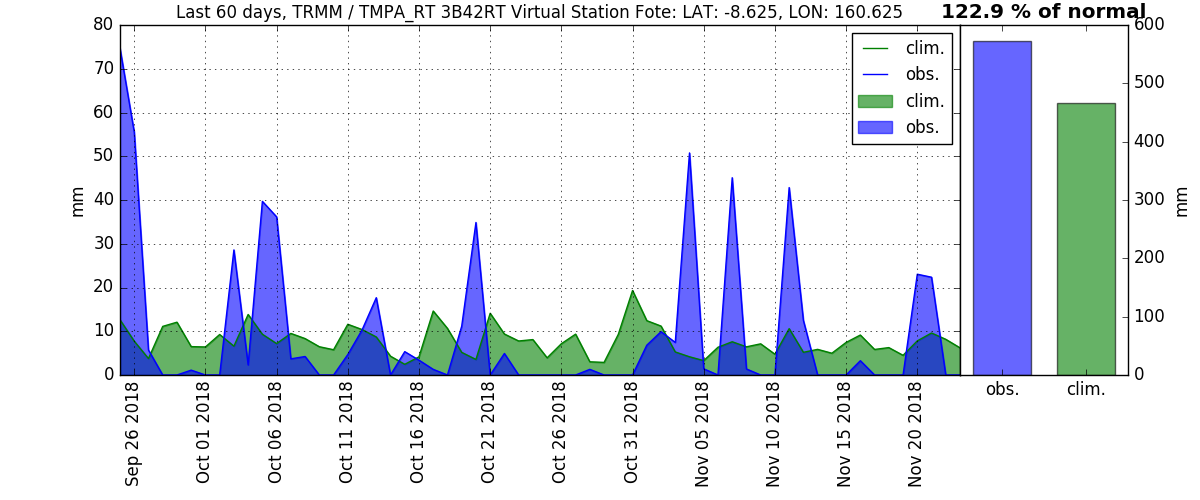 Last 60 days, TRMM / TMPA_RT 3B42RT Virtual Station Fote: LAT: -8.625, LON: 160.625
122.9 % of normal
80
70
60
50
40
30
20
10
0
mm
clim.
obs.
clim.
obs.
Sep 26 2018
Oct 01 2018
Oct 06 2018
Oct 11 2018
Oct 16 2018
Oct 21 2018
Oct 26 2018
Oct 31 2018
Nov 05 2018
Nov 10 2018
Nov 15 2018
Nov 20 2018
600
500
400
300
200
100
0
mm
obs.
clim.